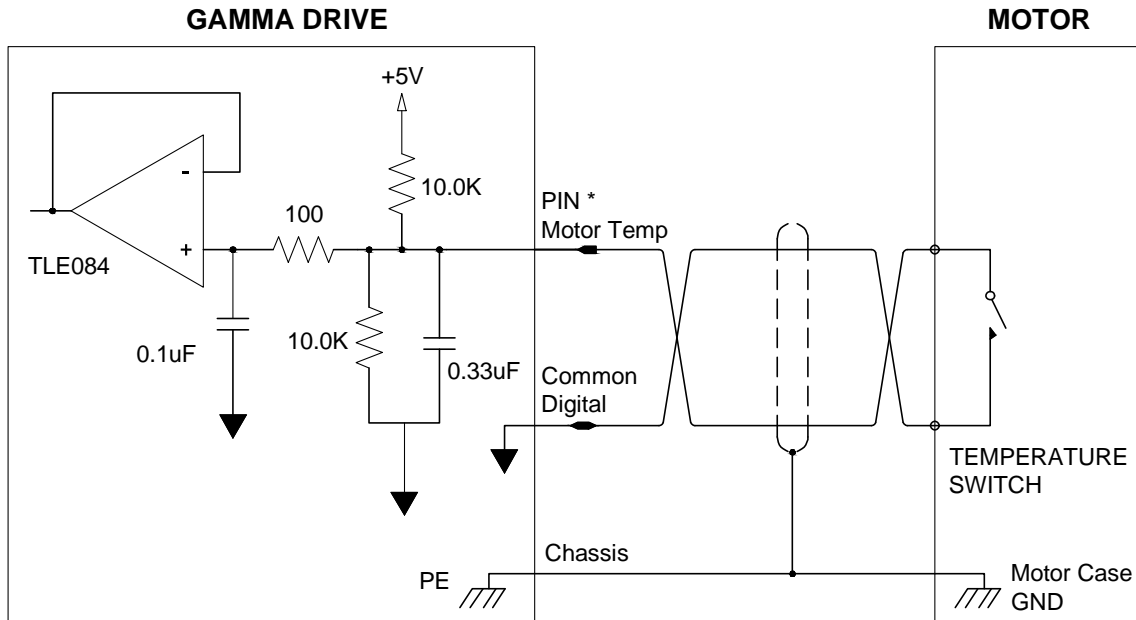 GAMMA DRIVE
MOTOR
+5V
-
10.0K
PIN *
Motor Temp
100
+
TLE084
10.0K
0.1uF
0.33uF
Common
Digital
TEMPERATURE
SWITCH
Chassis
PE
Motor Case
GND